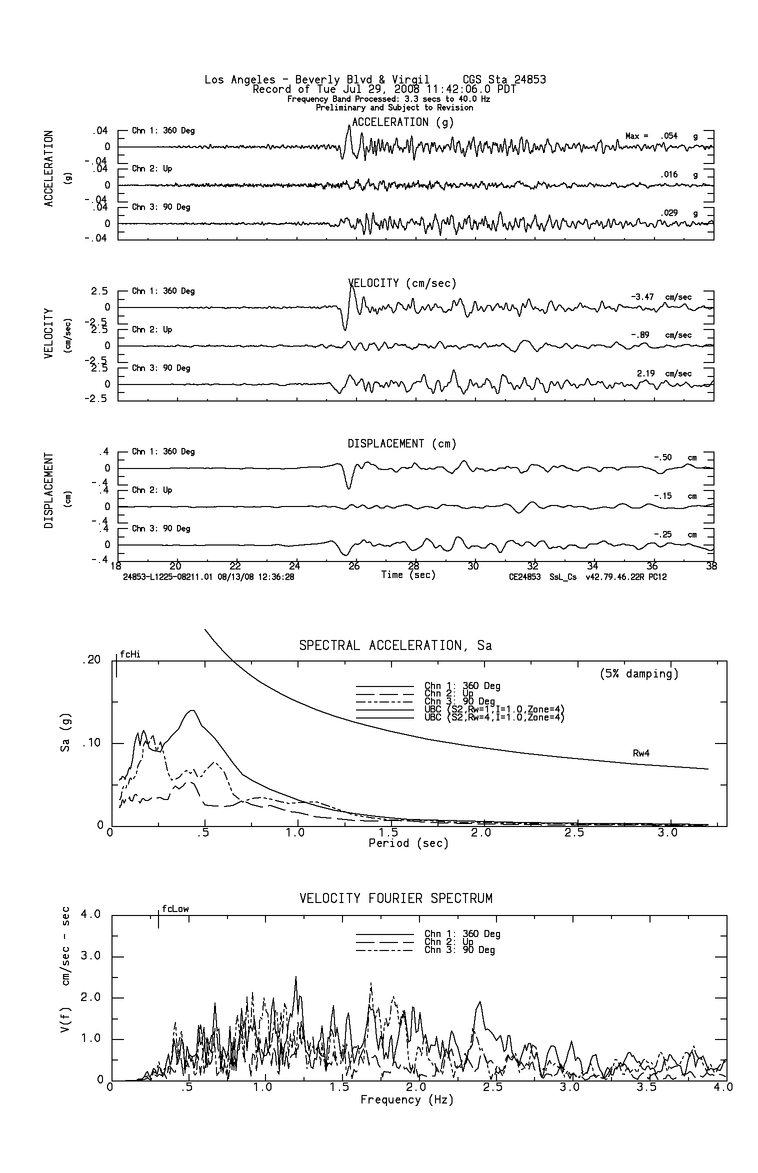 Los Angeles - Beverly Blvd & Virgil CGS Sta 24853
Record of Tue Jul 29, 2008 11:42:06.0 PDT
Frequency Band Processed: 3.3 secs to 40.0 Hz
Preliminary and Subject to Revision
ACCELERATION (g)
ACCELERATION
(g)
.04
0
-.04
Chn 1: 360 Deg
Max = .054 g
.04
0
-.04
Chn 2: Up
.016 g
.04
0
-.04
Chn 3: 90 Deg
.029 g
VELOCITY (cm/sec)
VELOCITY
(cm/sec)
2.5
0
-2.5
Chn 1: 360 Deg
-3.47 cm/sec
2.5
0
-2.5
Chn 2: Up
-.89 cm/sec
2.5
0
-2.5
Chn 3: 90 Deg
2.19 cm/sec
DISPLACEMENT (cm)
DISPLACEMENT
(cm)
.4
0
-.4
Chn 1: 360 Deg
-.50 cm
.4
0
-.4
Chn 2: Up
-.15 cm
.4
0
-.4
Chn 3: 90 Deg
-.25 cm
18 20 22 24 26 28 30 32 34 36 38
Time (sec)
24853-L1225-08211.01 08/13/08 12:36:28
CE24853 SsL_Cs v42.79.46.22R PC12
SPECTRAL ACCELERATION, Sa
fcHi
(5% damping)
Sa (g)
.20
.10
0
Chn 1: 360 Deg
Chn 2: Up
Chn 3: 90 Deg
UBC (S2,Rw=1,I=1.0,Zone=4)
UBC (S2,Rw=4,I=1.0,Zone=4)
Rw4
0 .5 1.0 1.5 2.0 2.5 3.0
Period (sec)
VELOCITY FOURIER SPECTRUM
fcLow
V(f) cm/sec - sec
4.0
3.0
2.0
1.0
0
Chn 1: 360 Deg
Chn 2: Up
Chn 3: 90 Deg
0 .5 1.0 1.5 2.0 2.5 3.0 3.5 4.0
Frequency (Hz)